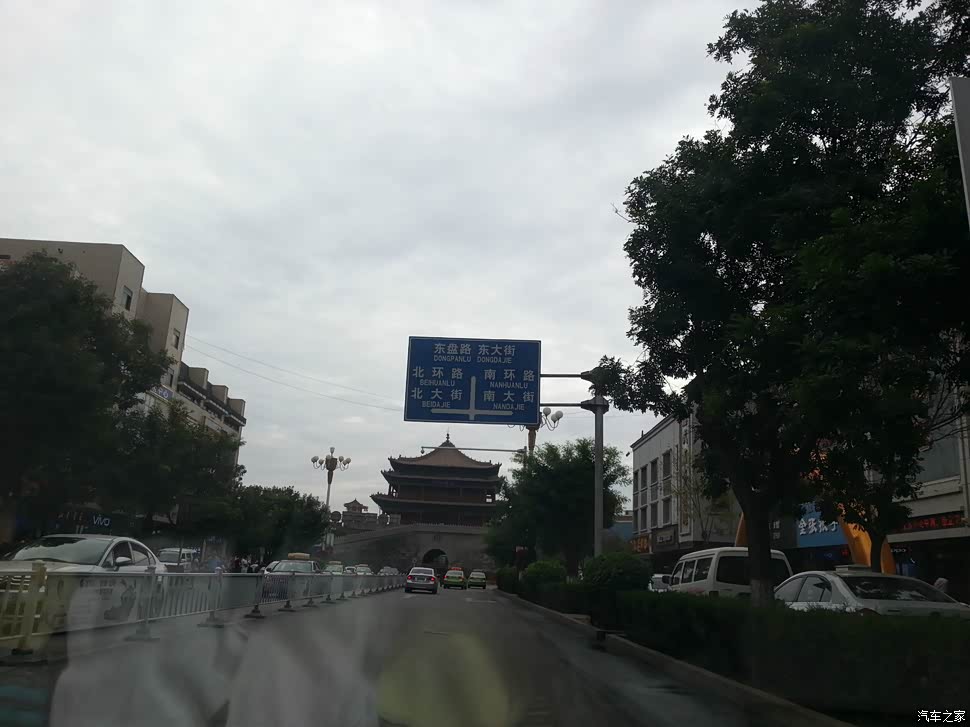 东盘路 东大街
DONGPANLU DONGDAJIE
北环路 南环路
BEIHUANLU NANHUANLU
北大街 南大街
BEIDAJIE NANDAJIE
vivo
汽车之家